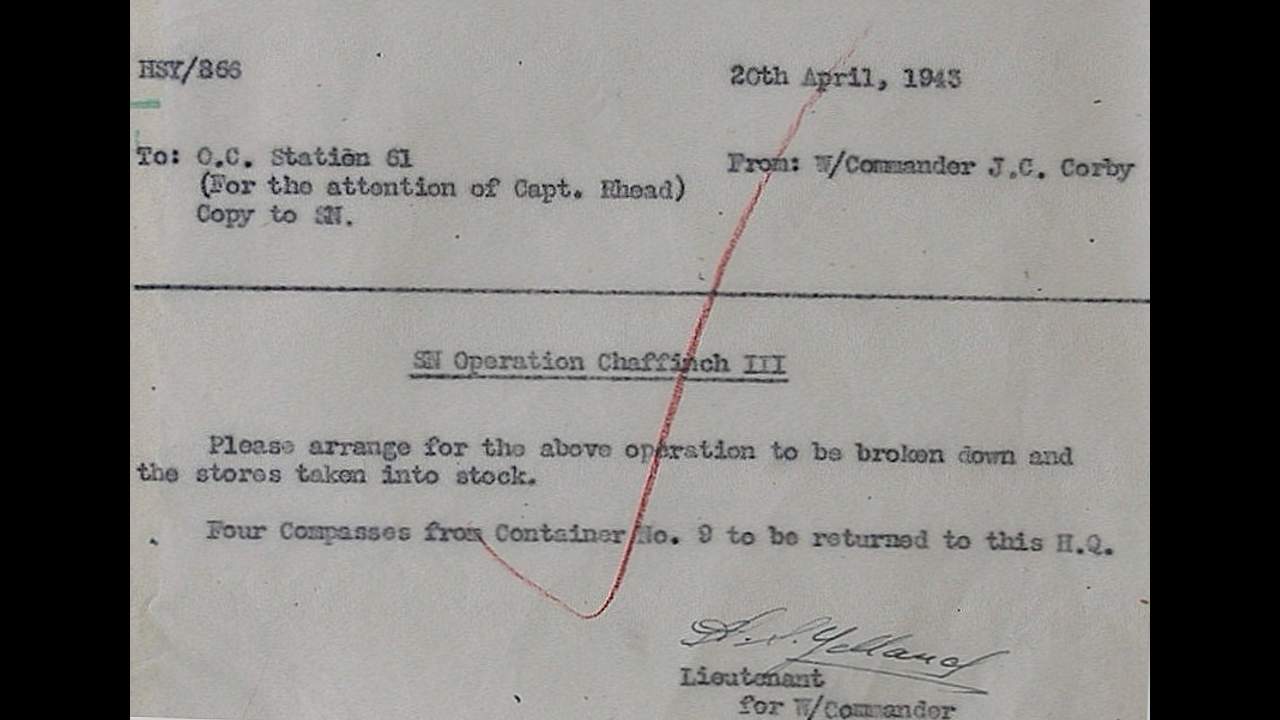 HSY/866
20th April, 1943
To: O.C. Station 61
From: W/Commander J.C. Corby
(For the attention of Capt. Rhead)
Copy to SN.
SN Operation Chaffinch III
Please arrange for the above operation to be broken down and
the stores taken into stock.
Four Compasses from Container No. 9 to be returned to this H.Q.
A. S. Yelland
Lieutenant
for W/Commander